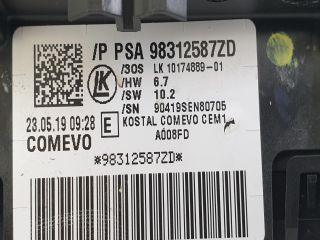 /P PSA 98312587ZD
/SOS LK 10174889-01
/HW 6.7
/SW 10.2
/SN 90419SEN80705
LK
23.05.19 09:28 E KOSTAL COMEVO CEM1
COMEVO A008FD
*98312587ZD*